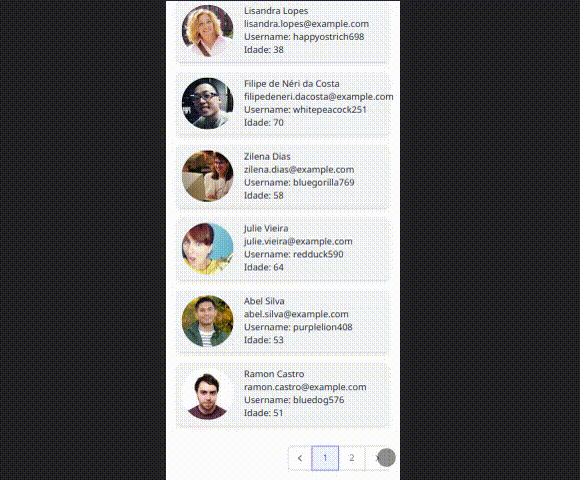 Lisandra Lopes
lisandra.lopes@example.com
Username: happyostrich698
Idade: 38
Filipe de Néri da Costa
filipedeneri.dacosta@example.com
Username: whitepeacock251
Idade: 70
Zilena Dias
zilena.dias@example.com
Username: bluegorilla769
Idade: 58
Julie Vieira
julie.vieira@example.com
Username: redduck590
Idade: 64
Abel Silva
abel.silva@example.com
Username: purplelion408
Idade: 53
Ramon Castro
ramon.castro@example.com
Username: bluedog576
Idade: 51
1 2